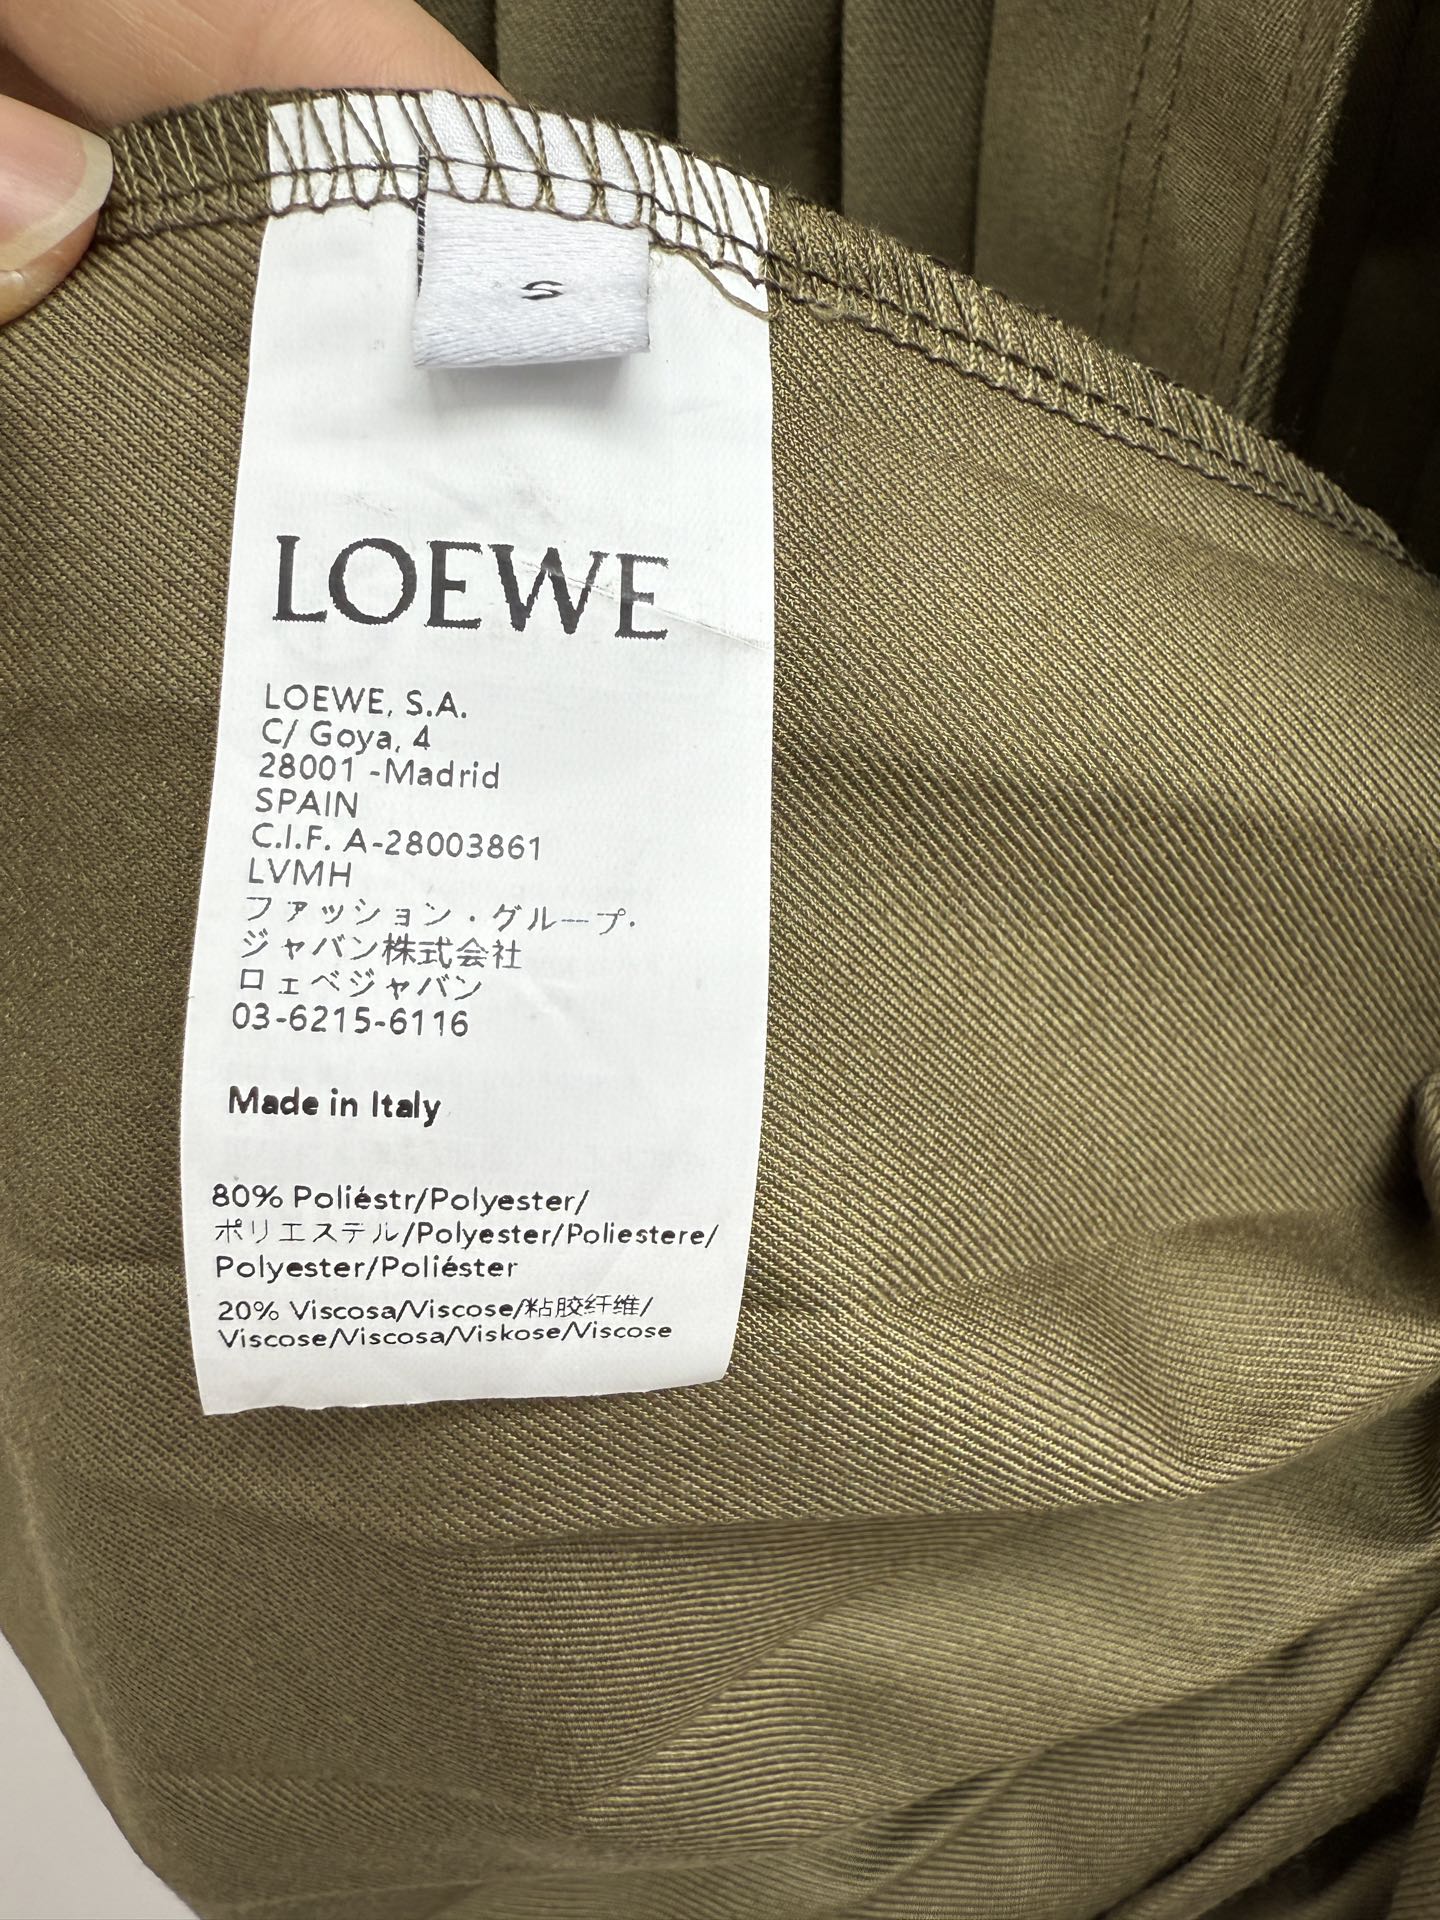 S
LOEWE
LOEWE, S.A.
C/ Goya, 4
28001 -Madrid
SPAIN
C.I.F. A-28003861
LVMH
ファッション・グループ・
ジャバン株式会社
ロェベジャバン
03-6215-6116
Made in Italy
80% Poliéstr/Polyester/
ポリエステル/Polyester/Poliestere/
Polyester/Poliéster
20% Viscosa/Viscose/粘胶纤维/
Viscose/Viscosa/Viskose/Viscose